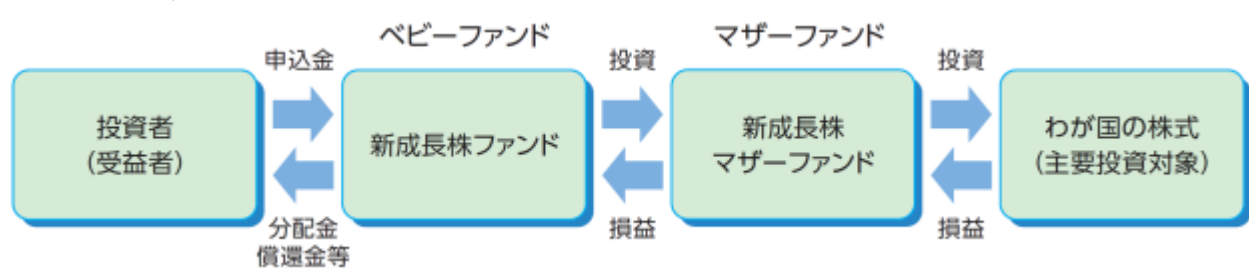 ベビーファンド
マザーファンド
申込金
投資
投資
投資者
(受益者)
新成長株ファンド
新成長株
マザーファンド
わが国の株式
(主要投資対象)
分配金
償還金等
損益
損益